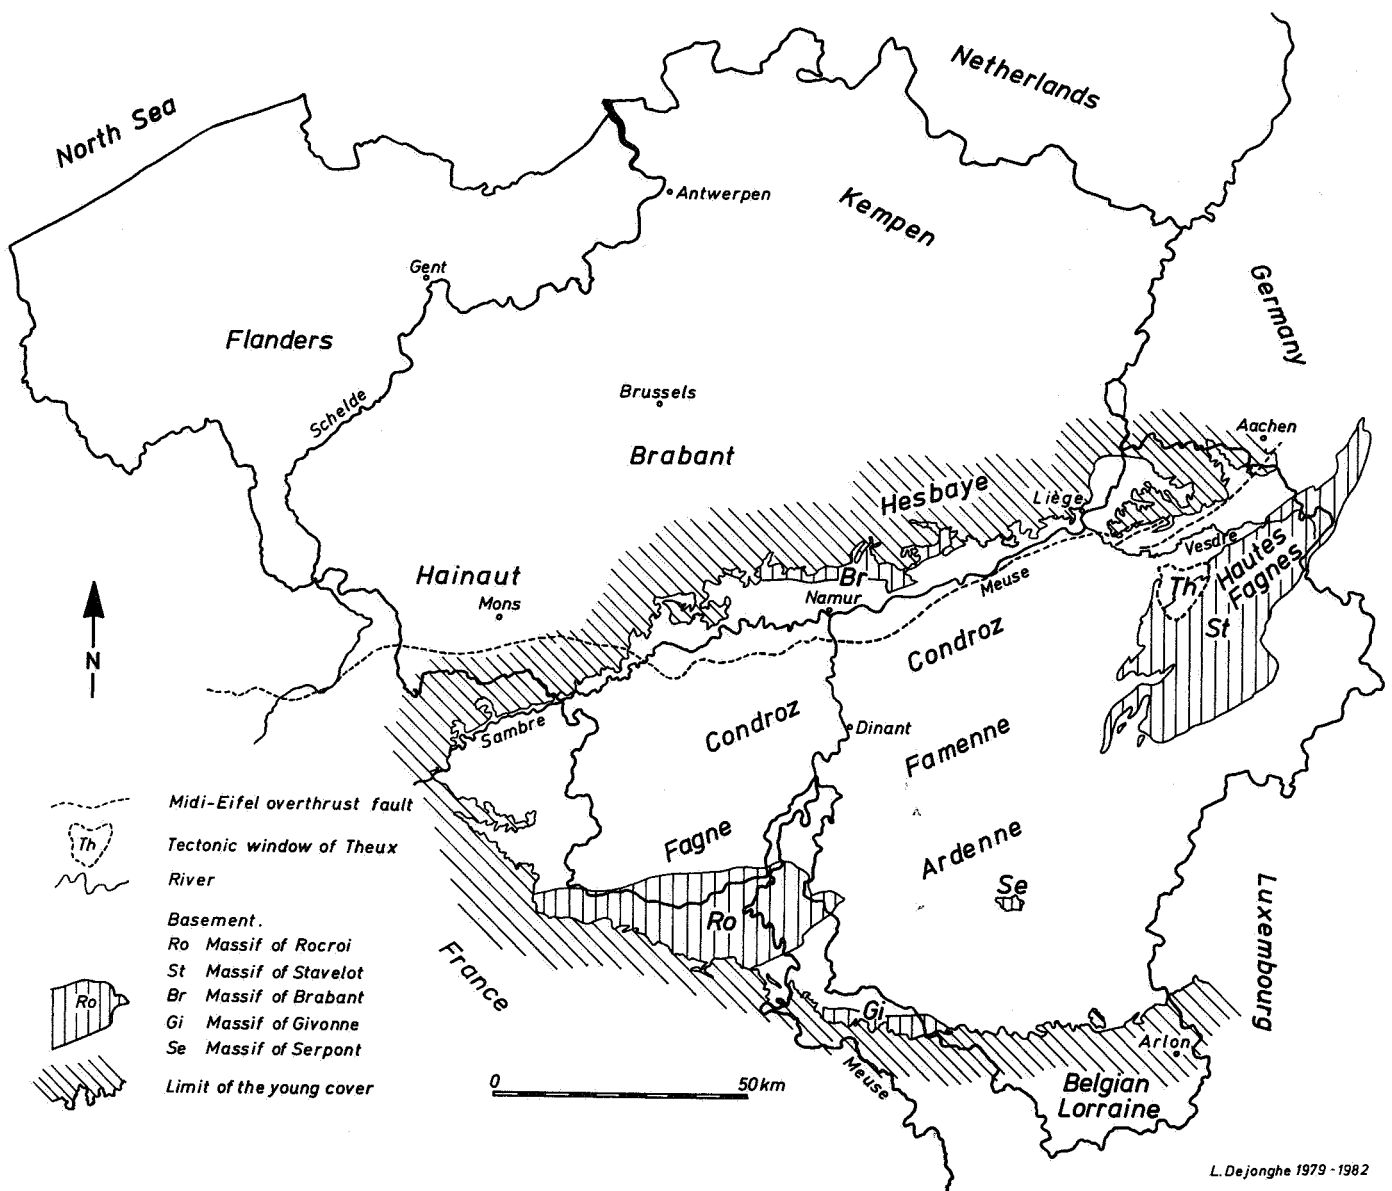 North Sea
Netherlands
Antwerpen
Kempen
Gent
Germany
Flanders
Brussels
Schelde
Aachen
Brabant
Hesbaye
Liège
Vesdre
Hautes
Fagnes
Hainaut
Br
Meuse
Th
Mons
Namur
St
Condroz
N
Condroz
Sambre
Dinant
Famenne
Midi-Eifel overthrust fault
Th
Tectonic window of Theux
Fagne
Ardenne
River
Se
Basement.
Ro
Ro Massif of Rocroi
St Massif of Stavelot
France
Luxembourg
Ro
Br Massif of Brabant
Gi
Gi Massif of Givonne
Se Massif of Serpont
Arlon
Limit of the young cover
0
50 km
Meuse
Belgian
Lorraine
L. Dejonghe 1979-1982